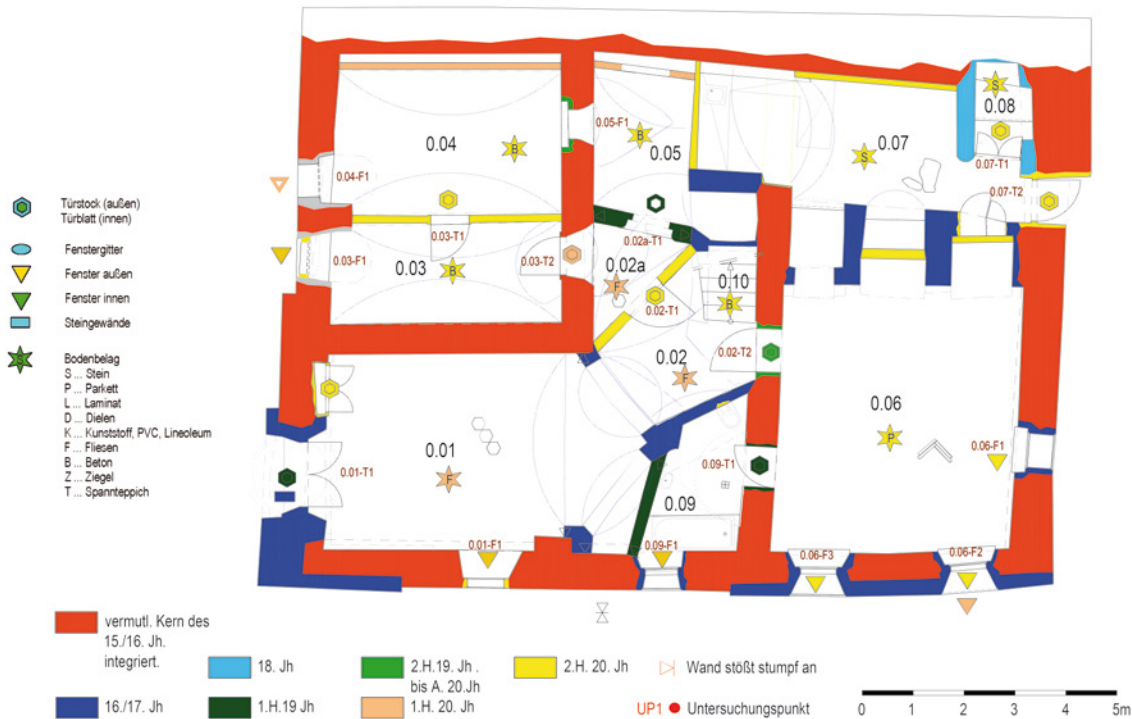 0.04
B
0.04-F1
0.05-F1
B
0.05
0.07
S
S
0.08
0.07-T1
0.07-T2
0.03-F1
0.03
B
0.03-T1
0.03-T2
0.02a-T1
0.02a
F
0.02-T1
0.10
B
0.02-T2
0.02
F
0.01-T1
0.01
F
0.01-F1
0.09-T1
0.09
0.09-F1
0.06
P
0.06-F1
0.06-F3
0.06-F2
Türstock (außen)
Türblatt (innen)
Fenstergitter
Fenster außen
Fenster innen
Steingewände
S
Bodenbelag
S ... Stein
P ... Parkett
L ... Laminat
D ... Dielen
K ... Kunststoff, PVC, Lineoleum
F ... Fliesen
B ... Beton
Z ... Ziegel
T ... Spannteppich
vermutl. Kern des
15./16. Jh.
integriert.
18. Jh
2.H.19. Jh .
bis A. 20.Jh
2.H. 20. Jh
Wand stößt stumpf an
16./17. Jh
1.H.19 Jh
1.H. 20. Jh
UP1 Untersuchungspunkt
0 1 2 3 4 5m